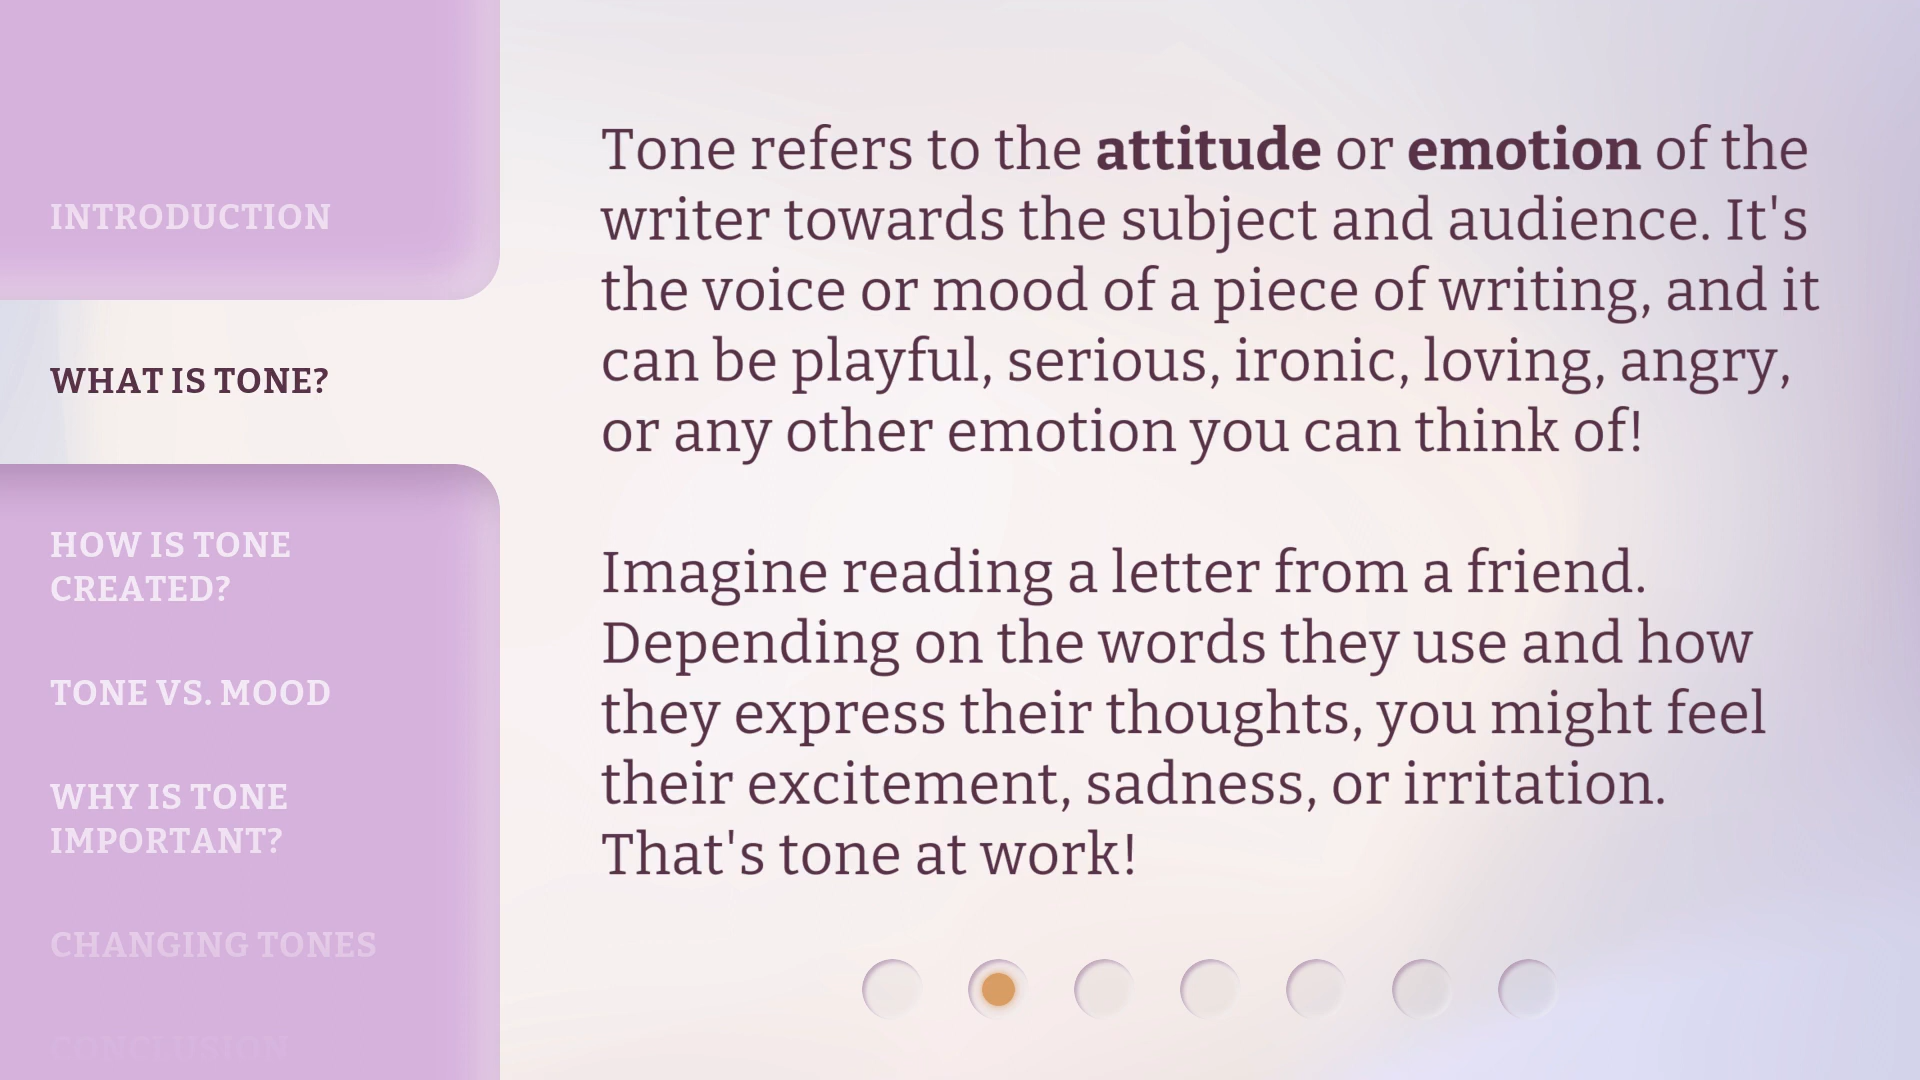 INTRODUCTION
WHAT IS TONE?
HOW IS TONE
CREATED?
TONE VS. MOOD
WHY IS TONE
IMPORTANT?
CHANGING TONES
CONCLUSION
Tone refers to the attitude or emotion of the
writer towards the subject and audience. It's
the voice or mood of a piece of writing, and it
can be playful, serious, ironic, loving, angry,
or any other emotion you can think of!
Imagine reading a letter from a friend.
Depending on the words they use and how
they express their thoughts, you might feel
their excitement, sadness, or irritation.
That's tone at work!